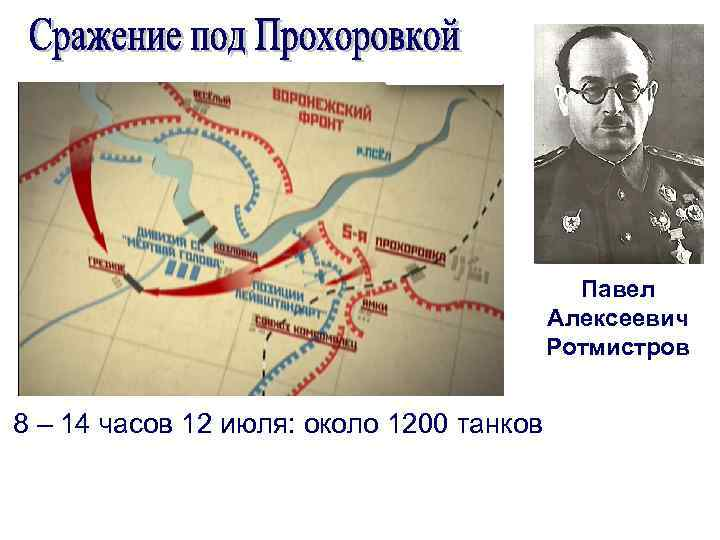 Сражение под Прохоровкой
ВЕСЁЛЫЙ
ВОРОНЕЖСКИЙ
ФРОНТ
Р.ПСЁЛ
ДИВИЗИЯ СС
"МЁРТВАЯ ГОЛОВА"
КОЗЛОВКА
5-Я
ПРОХОРОВКА
ГРЕЗНОЕ
ПОЗИЦИИ
ЛЕЙБШТАНДАРТ
ЯМКИ
СОВХОЗ КОМСОМОЛЕЦ
Павел
Алексеевич
Ротмистров
8 – 14 часов 12 июля: около 1200 танков